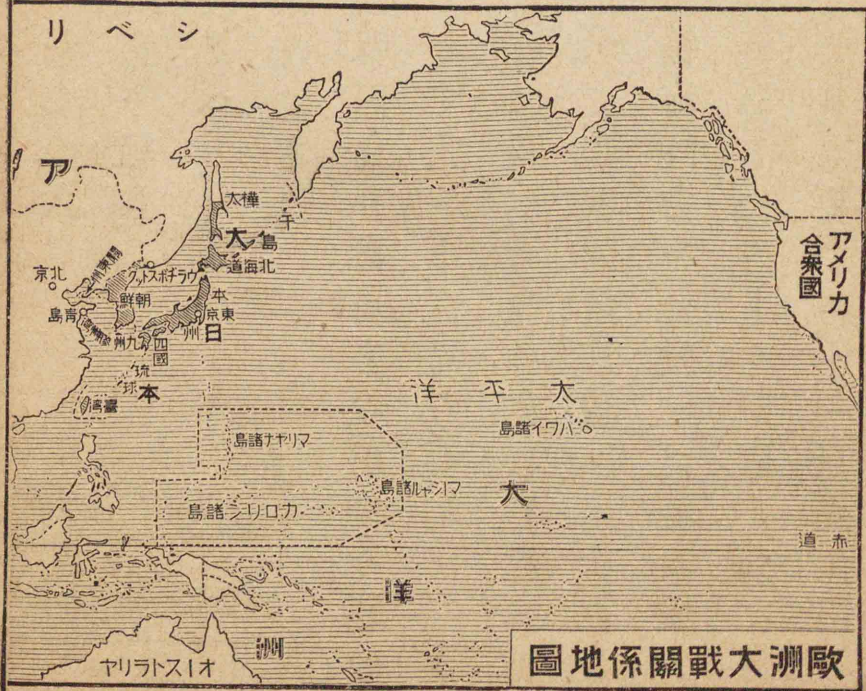 シベリア
樺太
千島
大日本
北海道
ウラチポストック
北京
朝鮮
本州
東京
青島
九州
四國
琉球
臺灣
アメリカ
合衆國
太平洋
ハワイ諸島
マリヤナ諸島
マーシャル諸島
カロリン諸島
大洋洲
赤道
オーストラリヤ
歐洲大戰關係地圖